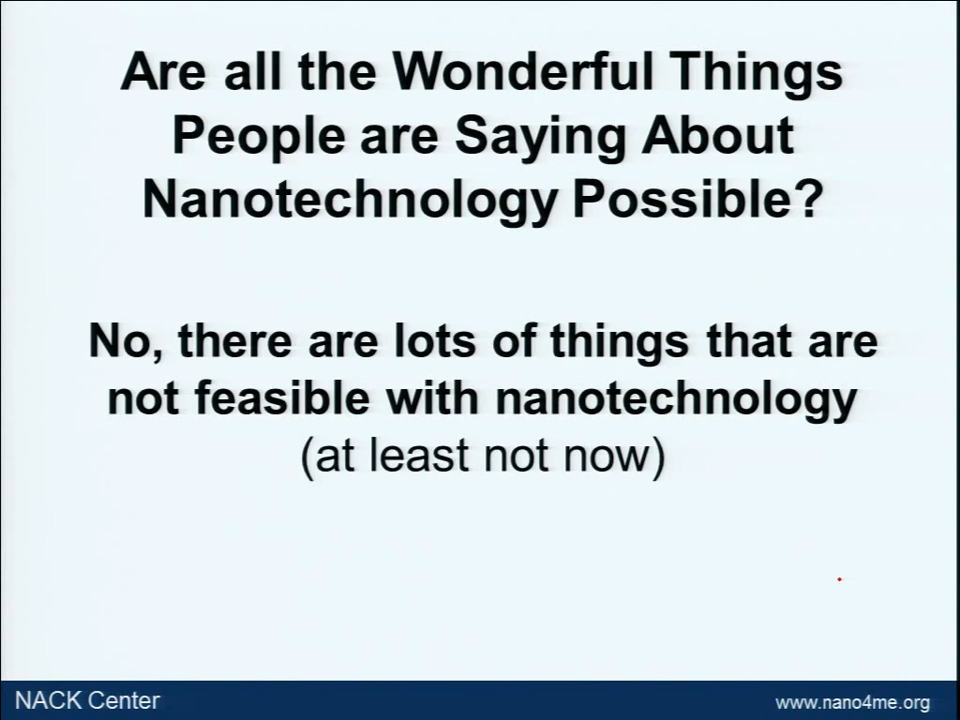 Are all the Wonderful Things
People are Saying About
Nanotechnology Possible?
No, there are lots of things that are
not feasible with nanotechnology
(at least not now)
NACK Center
www.nano4me.org